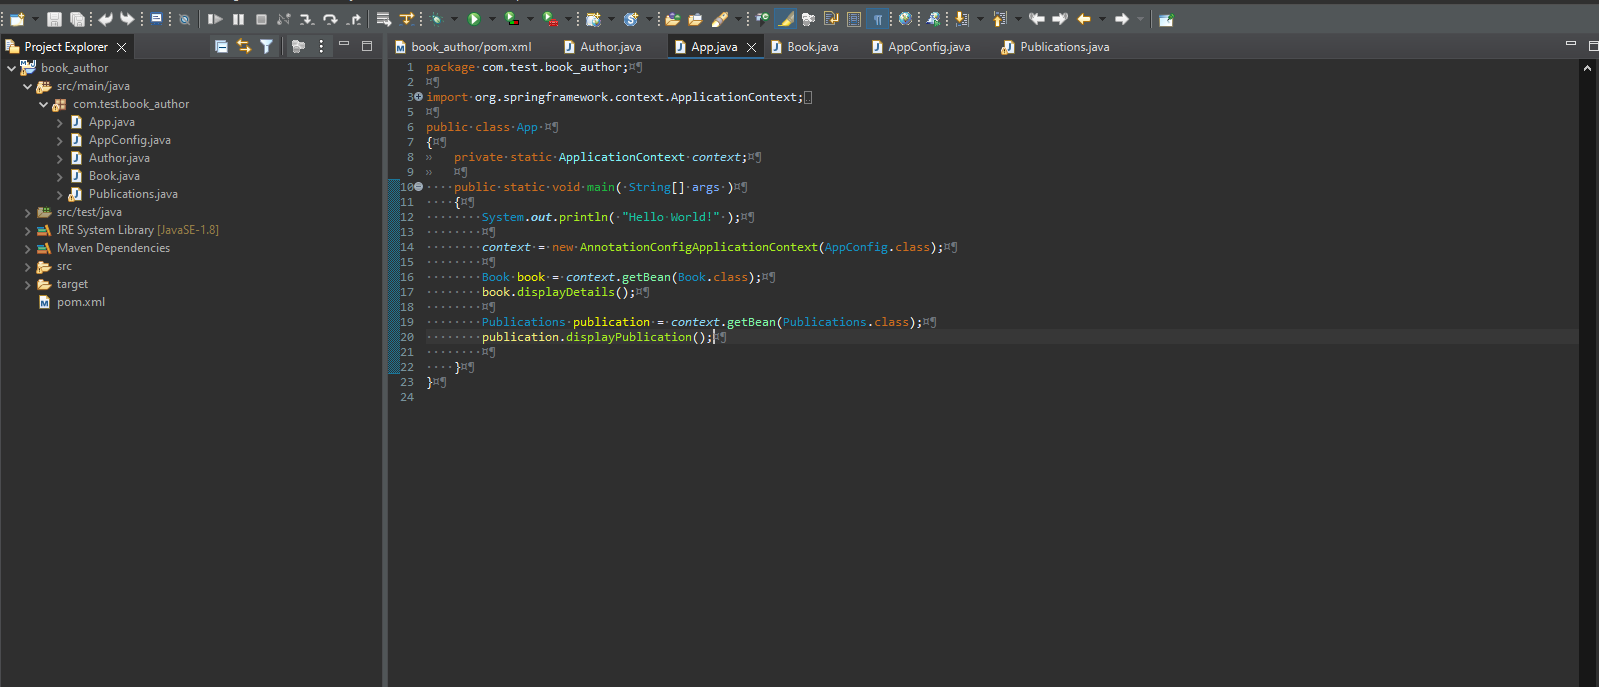 Project Explorer
book_author
src/main/java
com.test.book_author
App.java
AppConfig.java
Author.java
Book.java
Publications.java
src/test/java
JRE System Library [JavaSE-1.8]
Maven Dependencies
src
target
pom.xml
book_author/pom.xml
Author.java
App.java
Book.java
AppConfig.java
Publications.java
1 package·com.test.book_author;¤¶
2 ¤¶
3 import·org.springframework.context.ApplicationContext;
5 ¤¶
6 public·class·App·¤¶
7 {¤¶
8 » private·static·ApplicationContext·context;¤¶
9 » ¤¶
10 ····public·static·void·main(·String[]·args·)¤¶
11 ····{¤¶
12 ········System.out.println(·"Hello·World!"·);¤¶
13 ········¤¶
14 ········context·=·new·AnnotationConfigApplicationContext(AppConfig.class);¤¶
15 ········¤¶
16 ········Book·book·=·context.getBean(Book.class);¤¶
17 ········book.displayDetails();¤¶
18 ········¤¶
19 ········Publications·publication·=·context.getBean(Publications.class);¤¶
20 ········publication.displayPublication();¤¶
21 ········¤¶
22 ····}¤¶
23 }¤¶
24